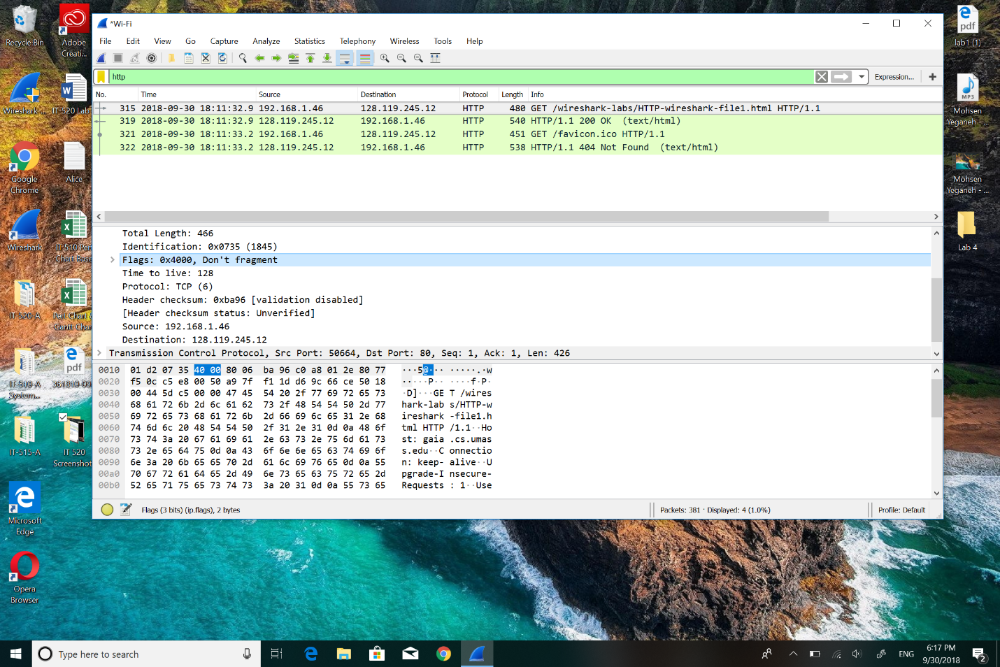 *Wi-Fi
File Edit View Go Capture Analyze Statistics Telephony Wireless Tools Help
http
Expression... +
No. Time Source Destination Protocol Length Info
315 2018-09-30 18:11:32.9 192.168.1.46 128.119.245.12 HTTP 480 GET /wireshark-labs/HTTP-wireshark-file1.html HTTP/1.1
319 2018-09-30 18:11:32.9 128.119.245.12 192.168.1.46 HTTP 540 HTTP/1.1 200 OK (text/html)
321 2018-09-30 18:11:33.2 192.168.1.46 128.119.245.12 HTTP 451 GET /favicon.ico HTTP/1.1
322 2018-09-30 18:11:33.2 128.119.245.12 192.168.1.46 HTTP 538 HTTP/1.1 404 Not Found (text/html)
Total Length: 466
Identification: 0x0735 (1845)
Flags: 0x4000, Don't fragment
Time to live: 128
Protocol: TCP (6)
Header checksum: 0xba96 [validation disabled]
[Header checksum status: Unverified]
Source: 192.168.1.46
Destination: 128.119.245.12
Transmission Control Protocol, Src Port: 50664, Dst Port: 80, Seq: 1, Ack: 1, Len: 426
0010 01 d2 07 35 40 00 80 06 ba 96 c0 a8 01 2e 80 77 ···5@··· ·····.·w
0020 f5 0c c5 e8 00 50 a9 7f f1 1d d6 9c 66 ce 50 18 ·····P·· ····f·P·
0030 00 44 5d c5 00 00 47 45 54 20 2f 77 69 72 65 73 ·D]···GE T /wires
0040 68 61 72 6b 2d 6c 61 62 73 2f 48 54 54 50 2d 77 hark-lab s/HTTP-w
0050 69 72 65 73 68 61 72 6b 2d 66 69 6c 65 31 2e 68 ireshark -file1.h
0060 74 6d 6c 20 48 54 54 50 2f 31 2e 31 0d 0a 48 6f tml HTTP /1.1··Ho
0070 73 74 3a 20 67 61 69 61 2e 63 73 2e 75 6d 61 73 st: gaia .cs.umas
0080 73 2e 65 64 75 0d 0a 43 6f 6e 6e 65 63 74 69 6f s.edu··C onnectio
0090 6e 3a 20 6b 65 65 70 2d 61 6c 69 76 65 0d 0a 55 n: keep- alive··U
00a0 70 67 72 61 64 65 2d 49 6e 73 65 63 75 72 65 2d pgrade-I nsecure-
00b0 52 65 71 75 65 73 74 73 3a 20 31 0d 0a 55 73 65 Requests : 1··Use
Flags (3 bits) (ip.flags), 2 bytes
Packets: 381 · Displayed: 4 (1.0%)
Profile: Default
Recycle Bin
Adobe
Creati...
Wireshark ...
IT-520 Lab
Google
Chrome
Alice
Wireshark
IT-510 Per
Chart Base
IT-520-A
Pert Chart
Gantt Char
IT-510-A
System...
pdf
IT-515-A
IT 520
Screenshot
Microsoft
Edge
Opera
Browser
pdf
lab1 (1)
MP3
Mohsen
Yeganeh - ...
Mohsen
Yeganeh - ...
Lab 4
Type here to search
ENG
6:17 PM
9/30/2018
2